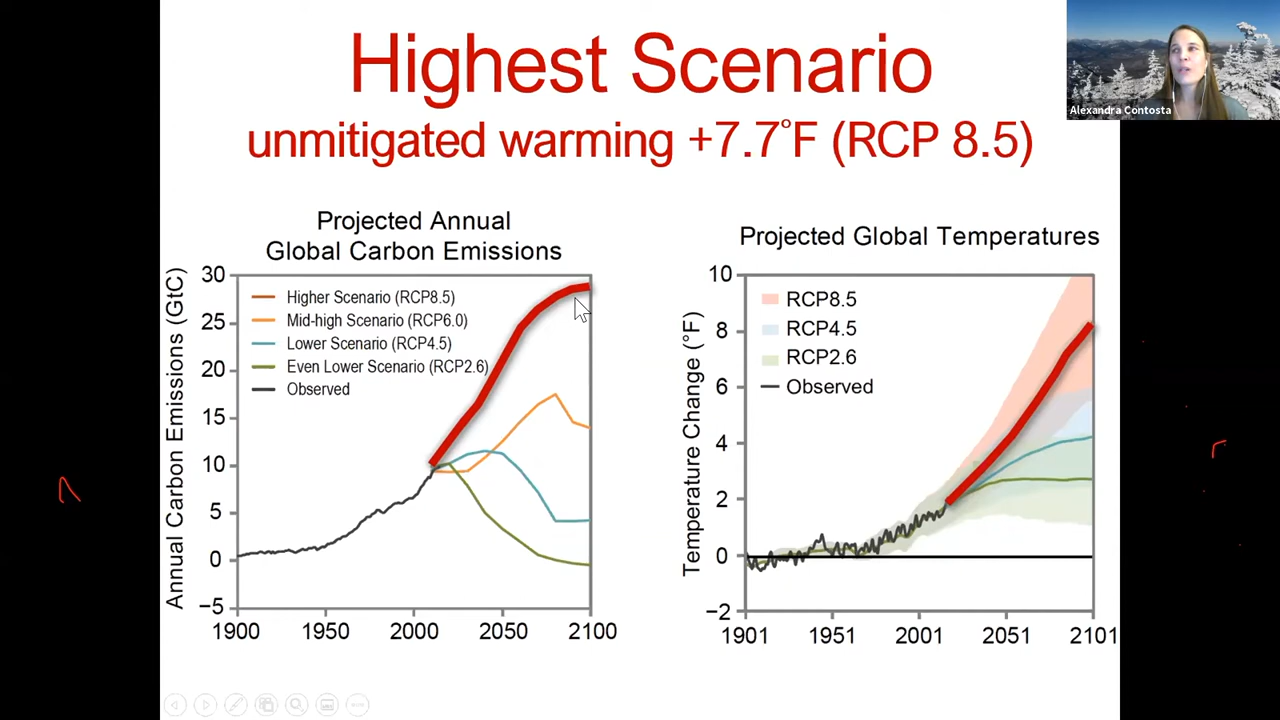 Highest Scenario
unmitigated warming +7.7°F (RCP 8.5)
Alexandra Contosta
Projected Annual
Global Carbon Emissions
Annual Carbon Emissions (GtC)
30
25
20
15
10
5
0
−5
Higher Scenario (RCP8.5)
Mid-high Scenario (RCP6.0)
Lower Scenario (RCP4.5)
Even Lower Scenario (RCP2.6)
Observed
1900 1950 2000 2050 2100
Projected Global Temperatures
Temperature Change (°F)
10
8
6
4
2
0
−2
RCP8.5
RCP4.5
RCP2.6
Observed
1901 1951 2001 2051 2101